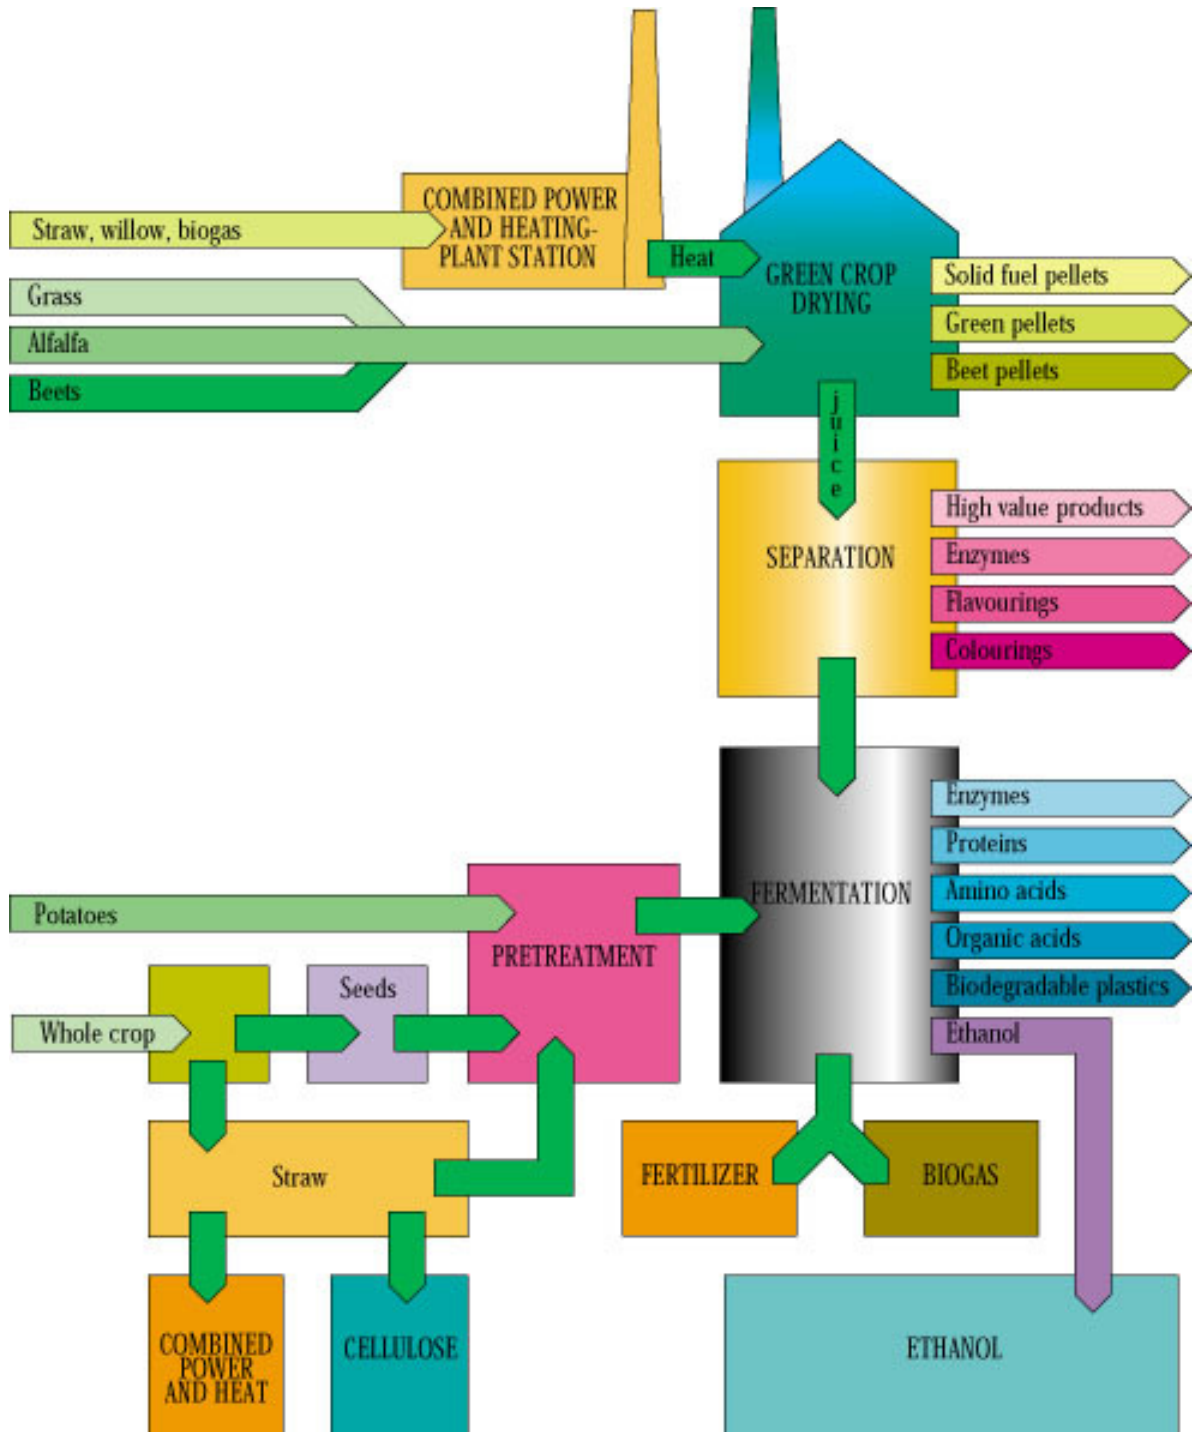 COMBINED POWER
AND HEATING-
PLANT STATION
Straw, willow, biogas
Heat
GREEN CROP
DRYING
Solid fuel pellets
Grass
Green pellets
Alfalfa
Beet pellets
Beets
juice
High value products
SEPARATION
Enzymes
Flavourings
Colourings
Enzymes
Proteins
FERMENTATION
Amino acids
Potatoes
Organic acids
PRETREATMENT
Biodegradable plastics
Seeds
Whole crop
Ethanol
Straw
FERTILIZER
BIOGAS
COMBINED
POWER
AND HEAT
CELLULOSE
ETHANOL